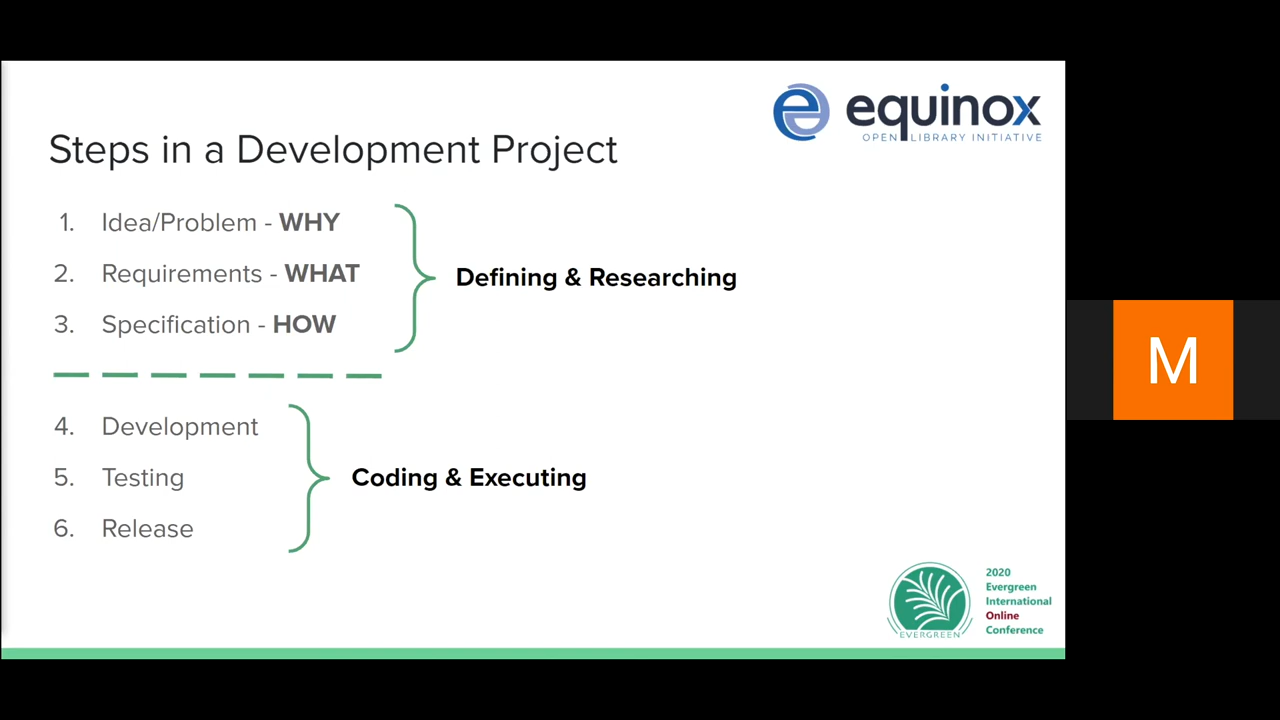 equinox
OPEN LIBRARY INITIATIVE
Steps in a Development Project
1. Idea/Problem - WHY
2. Requirements - WHAT
3. Specification - HOW
Defining & Researching
4. Development
5. Testing
6. Release
Coding & Executing
M
EVERGREEN
2020
Evergreen
International
Online
Conference